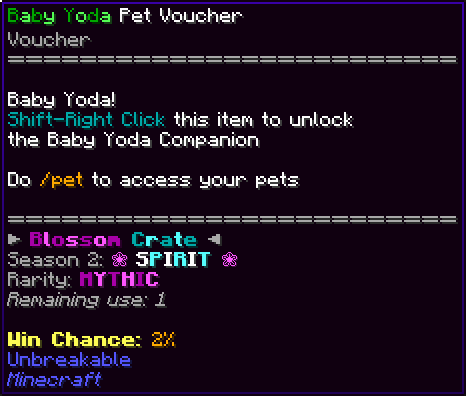 Baby Yoda Pet Voucher
Voucher
==============================
Baby Yoda!
Shift-Right Click this item to unlock
the Baby Yoda Companion
Do /pet to access your pets
==============================
► Blossom Crate ◄
Season 2: ❀ SPIRIT ❀
Rarity: MYTHIC
Remaining use: 1
Win Chance: 2%
Unbreakable
Minecraft